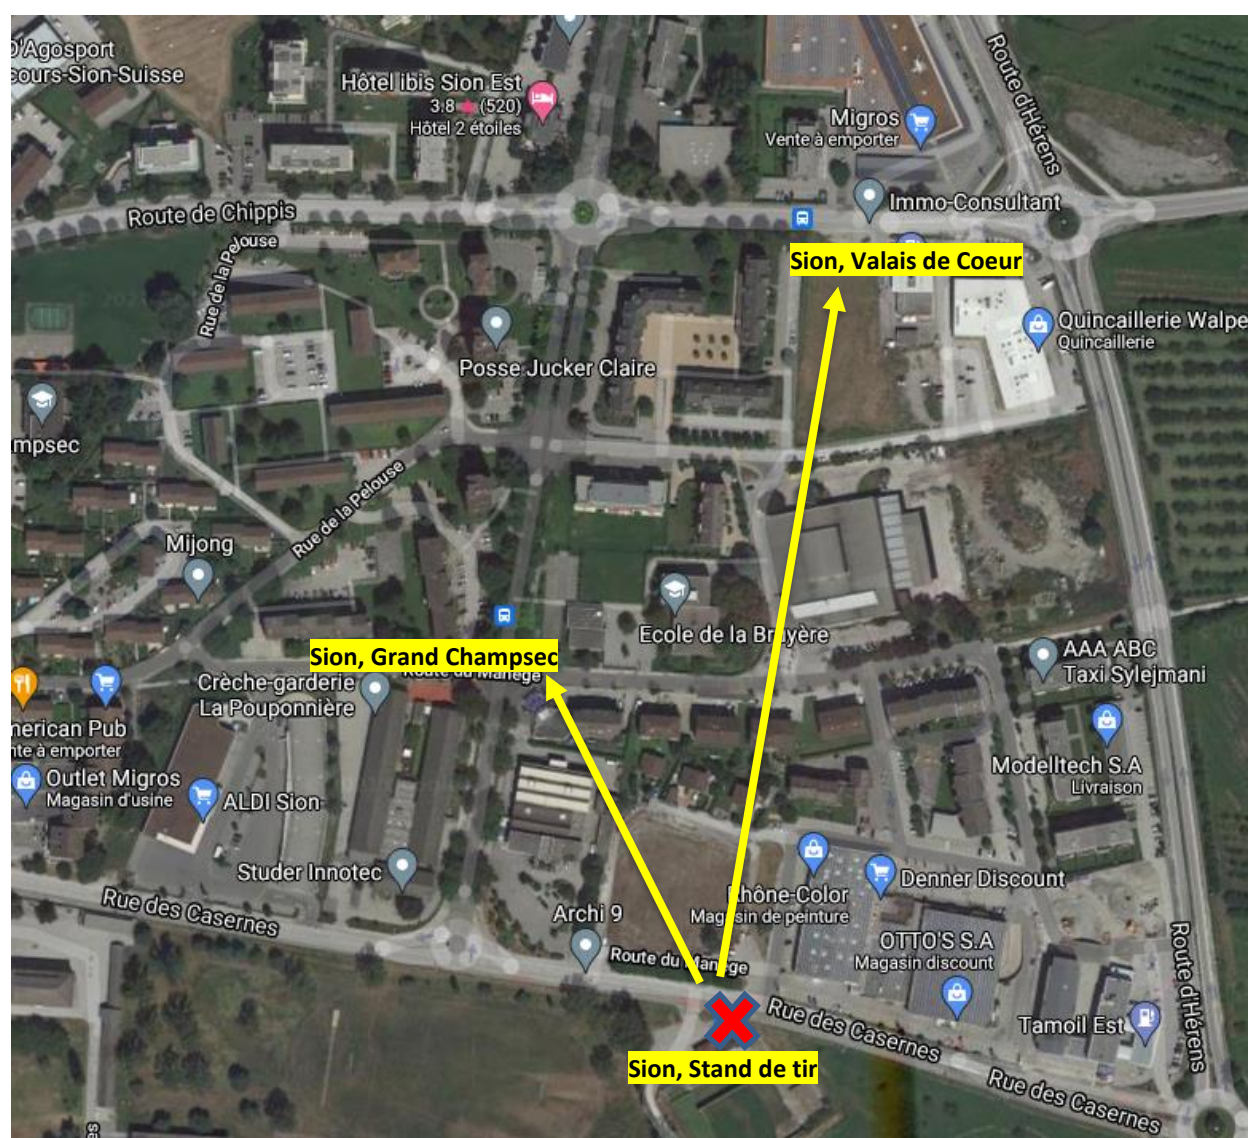 D'Agosport
cours-Sion-Suisse
Hôtel ibis Sion Est
3.8 ★ (520)
Hôtel 2 étoiles
Migros
Vente à emporter
Route d'Hérens
Immo-Consultant
Route de Chippis
Rue de la Pelouse
Sion, Valais de Coeur
Quincaillerie Walpe
Quincaillerie
Posse Jucker Claire
mpsec
Rue de la Pelouse
Mijong
Ecole de la Bruyère
Sion, Grand Champsec
Route du Manège
AAA ABC
Taxi Sylejmani
Crèche-garderie
La Pouponnière
nerican Pub
nte à emporter
Outlet Migros
Magasin d'usine
ALDI Sion
Modelltech S.A
Livraison
Studer Innotec
Rhône-Color
Magasin de peinture
Denner Discount
Rue des Casernes
Archi 9
Route du Manège
OTTO'S S.A
Magasin discount
Route d'Hérens
Rue des Casernes
Tamoil Est
Sion, Stand de tir
Rue des Casernes